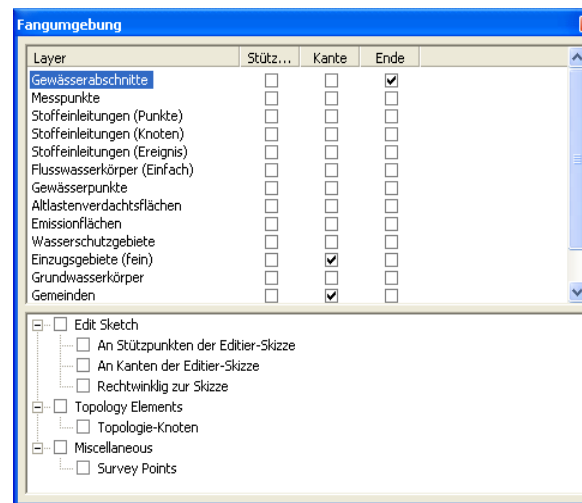 Fangumgebung
Layer Stütz... Kante Ende
Gewässerabschnitte
Messpunkte
Stoffeinleitungen (Punkte)
Stoffeinleitungen (Knoten)
Stoffeinleitungen (Ereignis)
Flusswasserkörper (Einfach)
Gewässerpunkte
Altlastenverdachtsflächen
Emissionflächen
Wasserschutzgebiete
Einzugsgebiete (fein)
Grundwasserkörper
Gemeinden
Edit Sketch
An Stützpunkten der Editier-Skizze
An Kanten der Editier-Skizze
Rechtwinklig zur Skizze
Topology Elements
Topologie-Knoten
Miscellaneous
Survey Points